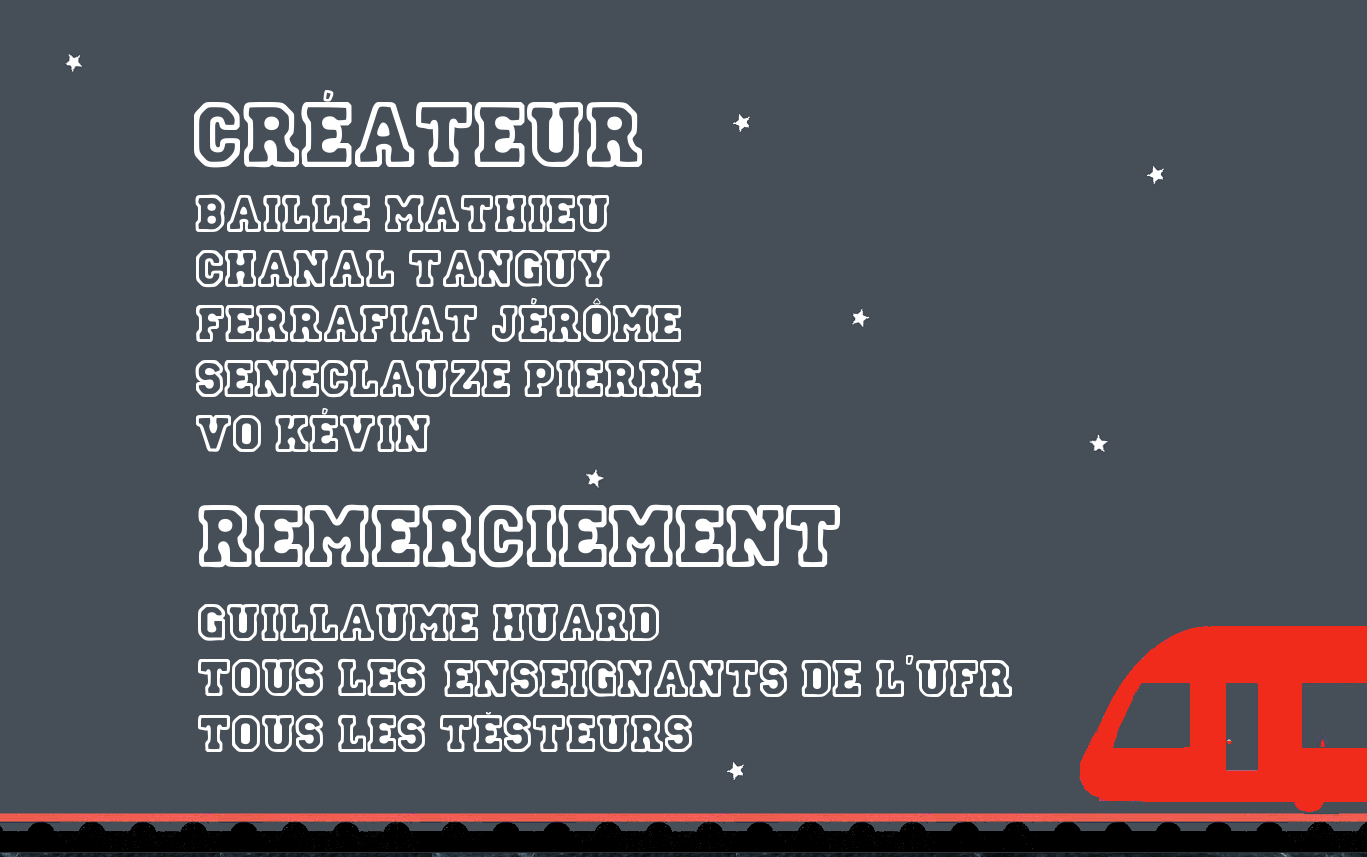 CRÉATEUR
BAILLE MATHIEU
CHANAL TANGUY
FERRAFIAT JÉRÔME
SENECLAUZE PIERRE
VO KÉVIN
REMERCIEMENT
GUILLAUME HUARD
TOUS LES ENSEIGNANTS DE L'UFR
TOUS LES TĚSTEURS